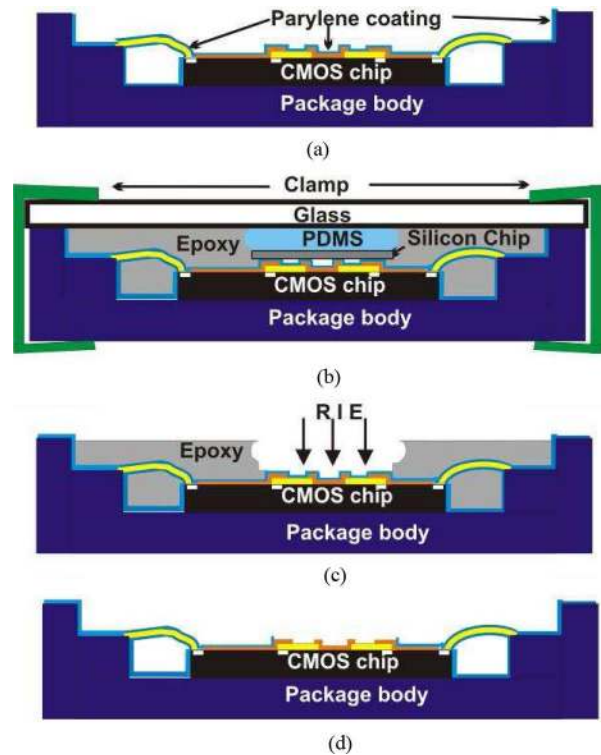 Parylene coating
CMOS chip
Package body
(a)
Clamp
Glass
Epoxy
PDMS
Silicon Chip
CMOS chip
Package body
(b)
RIE
Epoxy
CMOS chip
Package body
(c)
CMOS chip
Package body
(d)